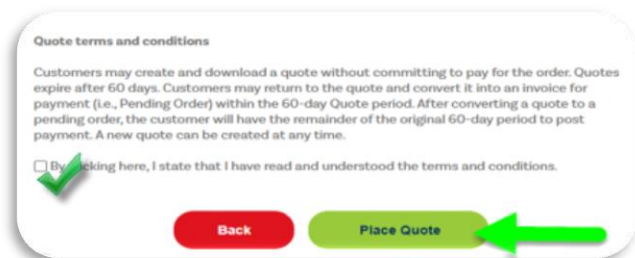 Quote terms and conditions
Customers may create and download a quote without committing to pay for the order. Quotes
expire after 60 days. Customers may return to the quote and convert it into an invoice for
payment (i.e., Pending Order) within the 60-day Quote period. After converting a quote to a
pending order, the customer will have the remainder of the original 60-day period to post
payment. A new quote can be created at any time.
By clicking here, I state that I have read and understood the terms and conditions.
Back
Place Quote